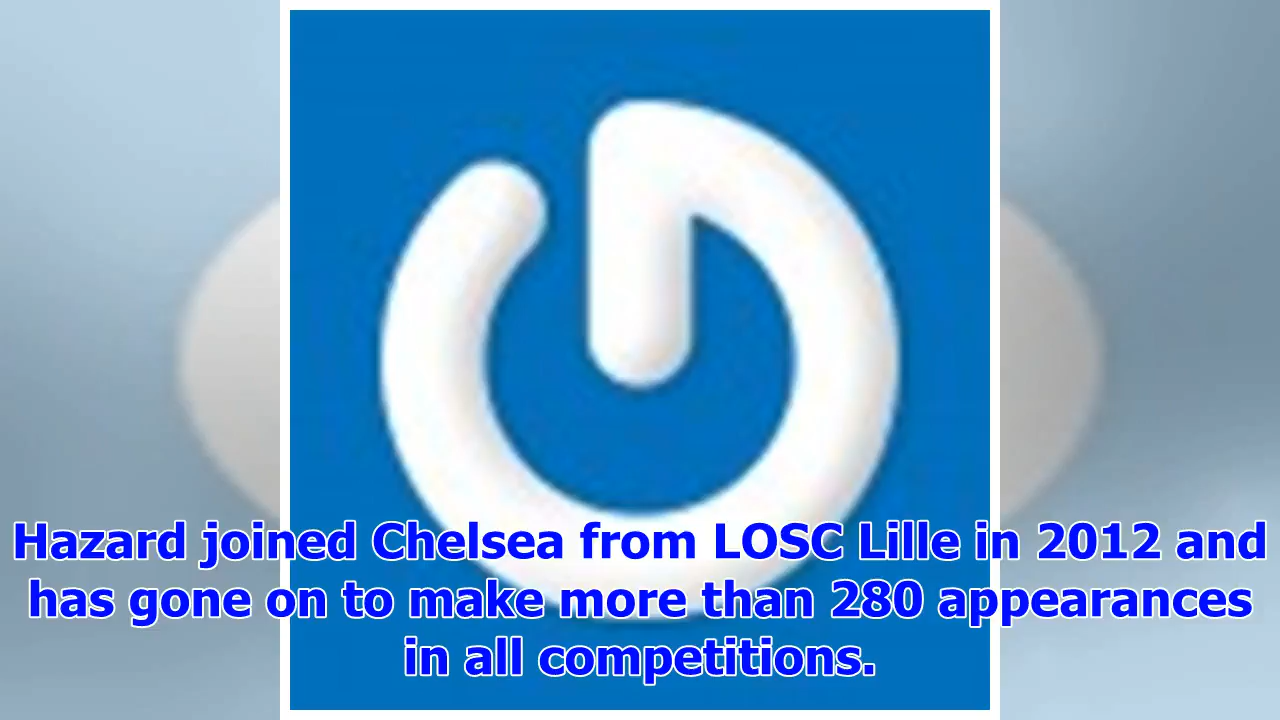 Hazard joined Chelsea from LOSC Lille in 2012 and
has gone on to make more than 280 appearances
in all competitions.